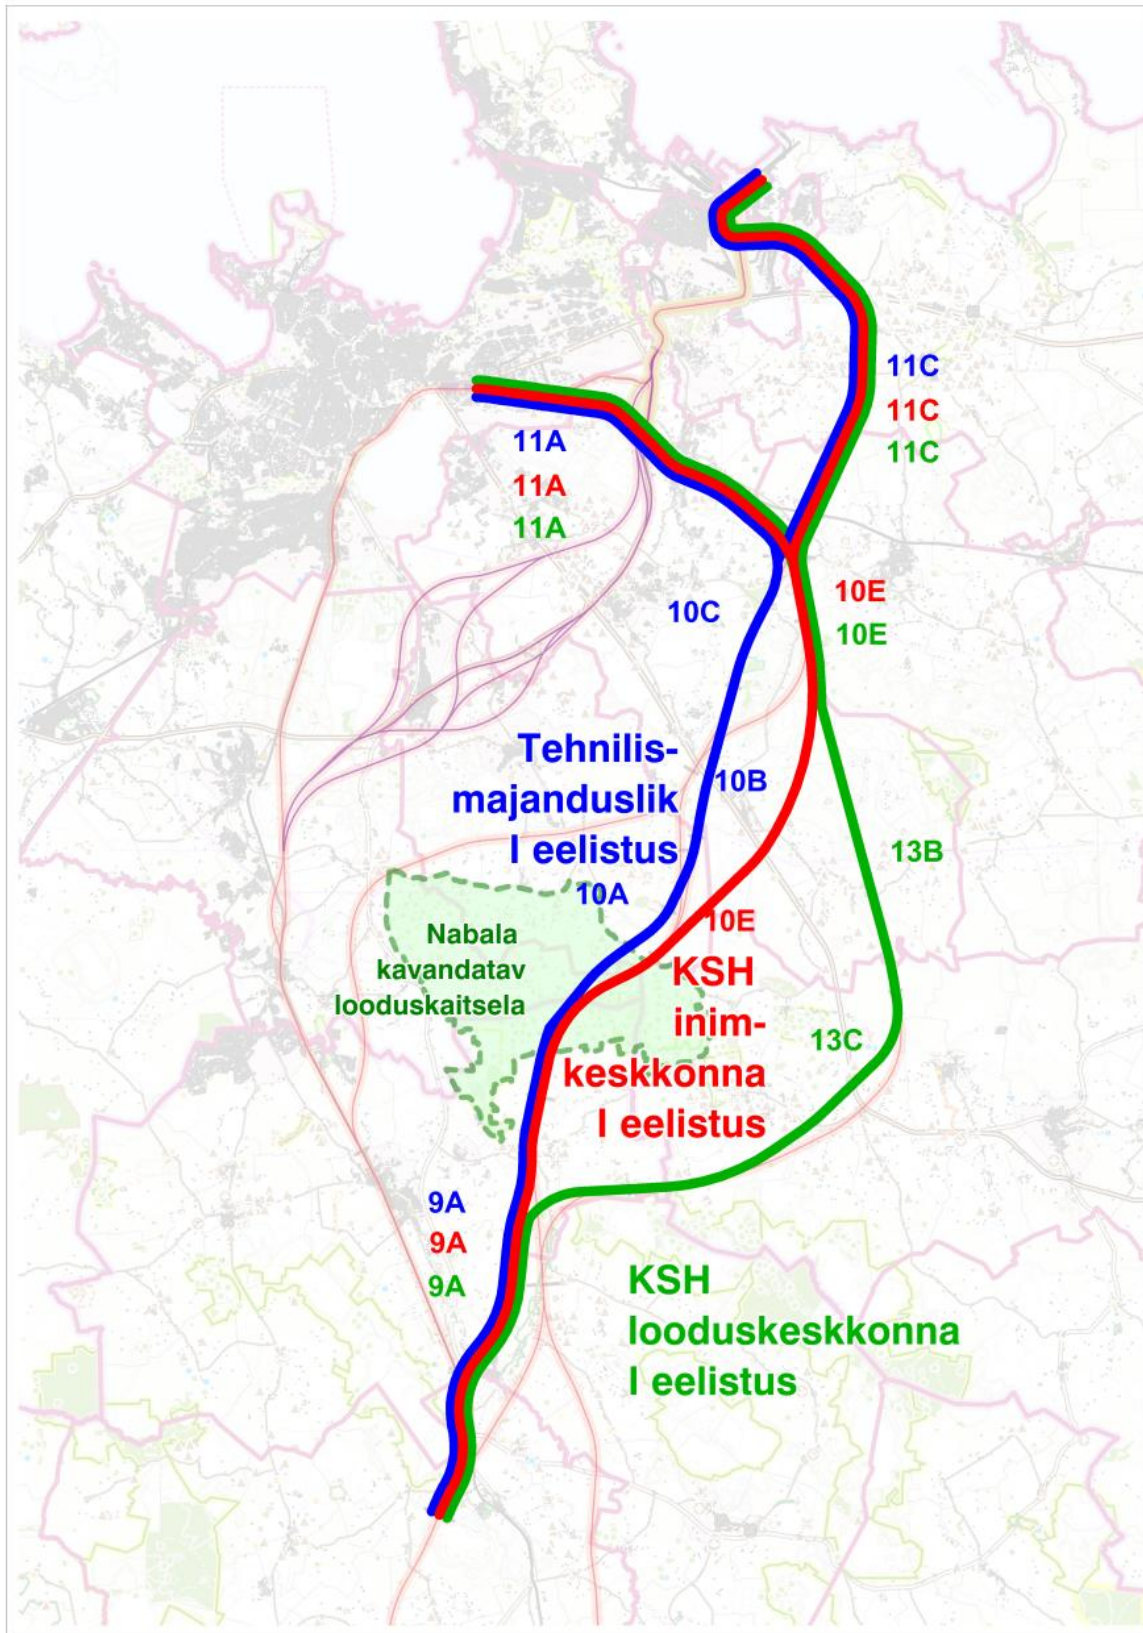 11C
11C
11C
11A
11A
11A
10E
10E
10C
Tehnilis-
majanduslik
I eelistus
10B
13B
10A
10E
Nabala
kavandatav
looduskaitsela
KSH
inim-
keskkonna
I eelistus
13C
9A
9A
9A
KSH
looduskeskkonna
I eelistus